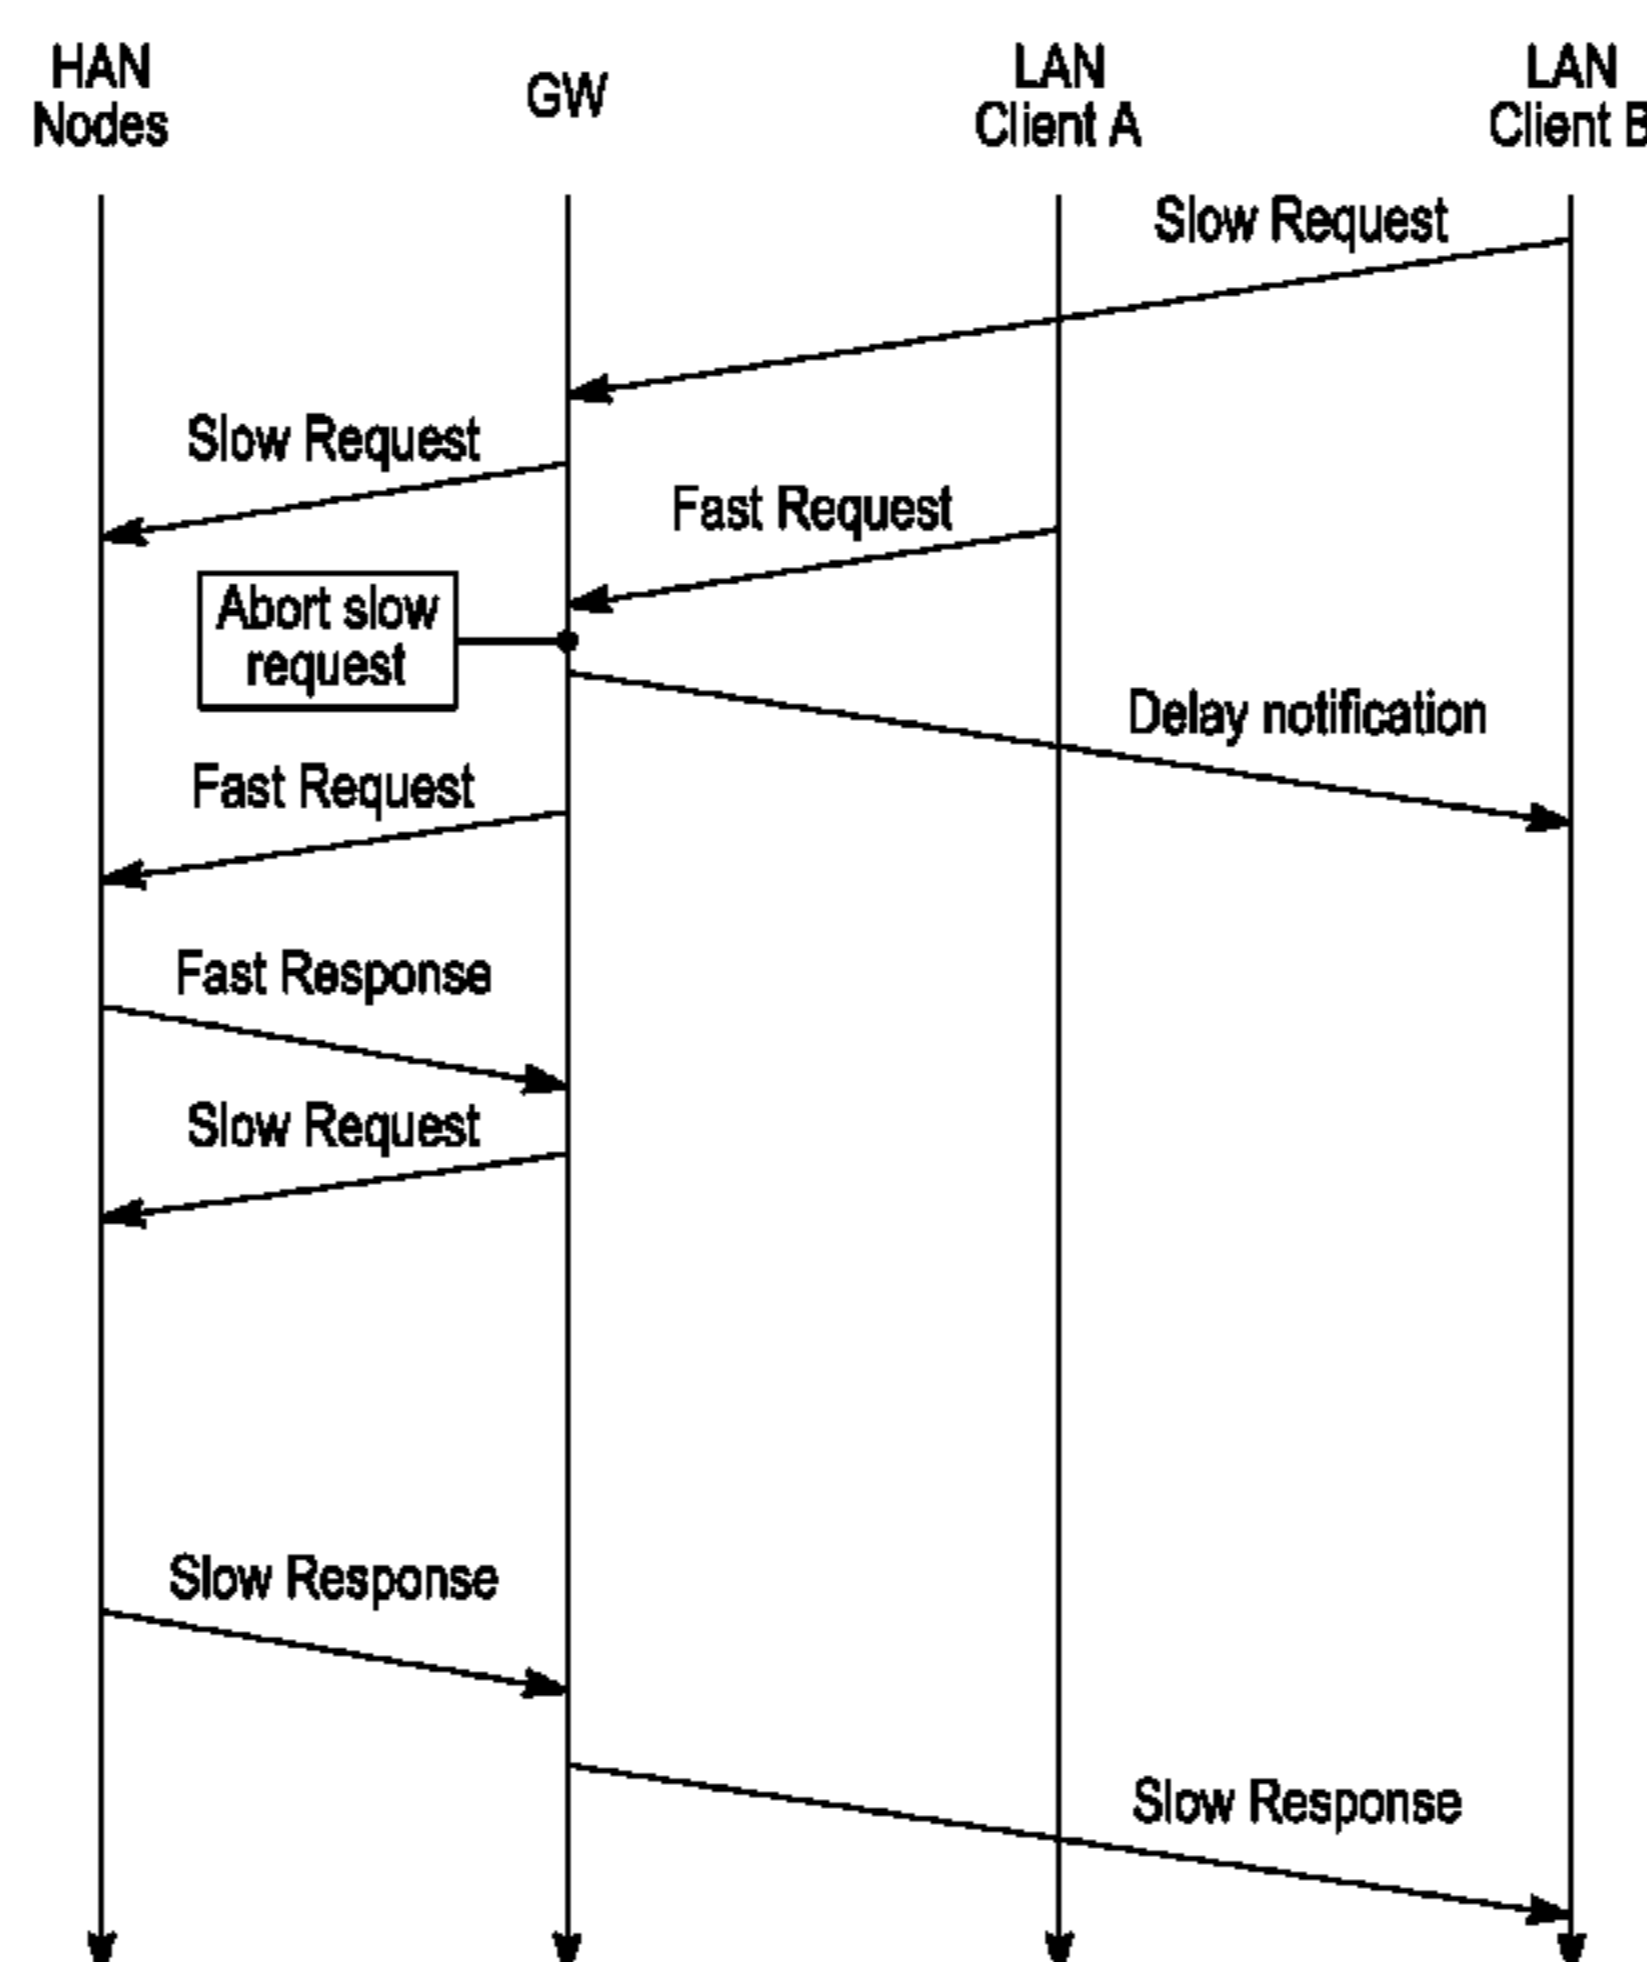 HAN
Nodes
GW
LAN
Client A
LAN
Client B
Slow Request
Slow Request
Fast Request
Abort slow
request
Delay notification
Fast Request
Fast Response
Slow Request
Slow Response
Slow Response